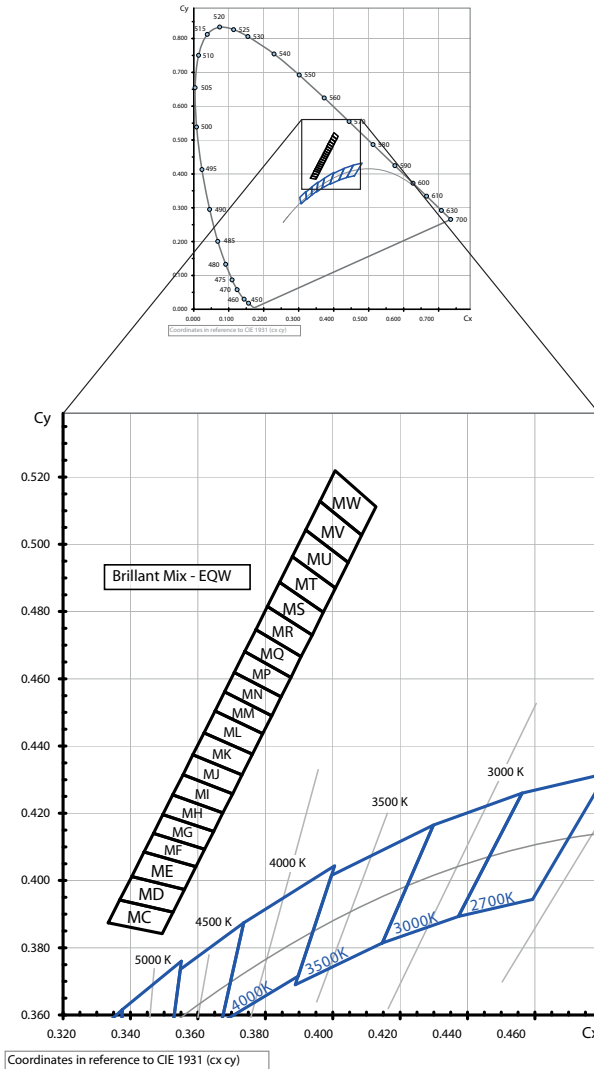 Cy
520
515
525
530
0.800
540
510
0.700
550
505
560
0.600
570
500
0.500
580
590
495
0.400
600
610
490
0.300
630
700
485
0.200
480
475
0.100
470
460
450
0.000
0.000
0.100
0.200
0.300
0.400
0.500
0.600
0.700
Cx
Coordinates in reference to CIE 1931 (cx cy)
Cy
0.520
MW
MV
0.500
MU
Brillant Mix - EQW
MT
0.480
MS
MR
MQ
0.460
MP
MN
MM
0.440
ML
MK
MJ
3000 K
MI
3500 K
0.420
MH
MG
MF
4000 K
ME
0.400
MD
2700K
MC
4500 K
3000K
0.380
5000 K
3500K
4000K
0.360
0.320
0.340
0.360
0.380
0.400
0.420
0.440
0.460
Cx
Coordinates in reference to CIE 1931 (cx cy)